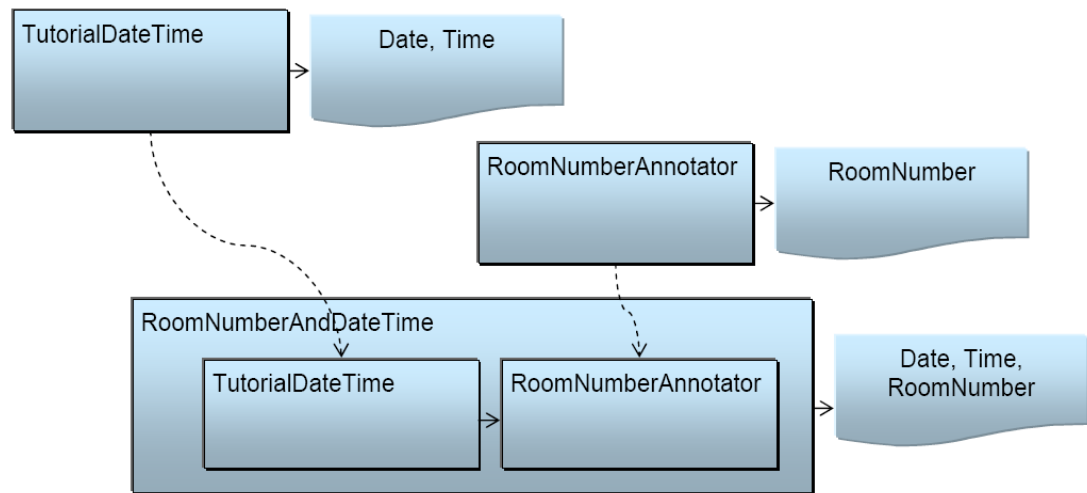 TutorialDateTime
Date, Time
RoomNumberAnnotator
RoomNumber
RoomNumberAndDateTime
TutorialDateTime
RoomNumberAnnotator
Date, Time,
RoomNumber